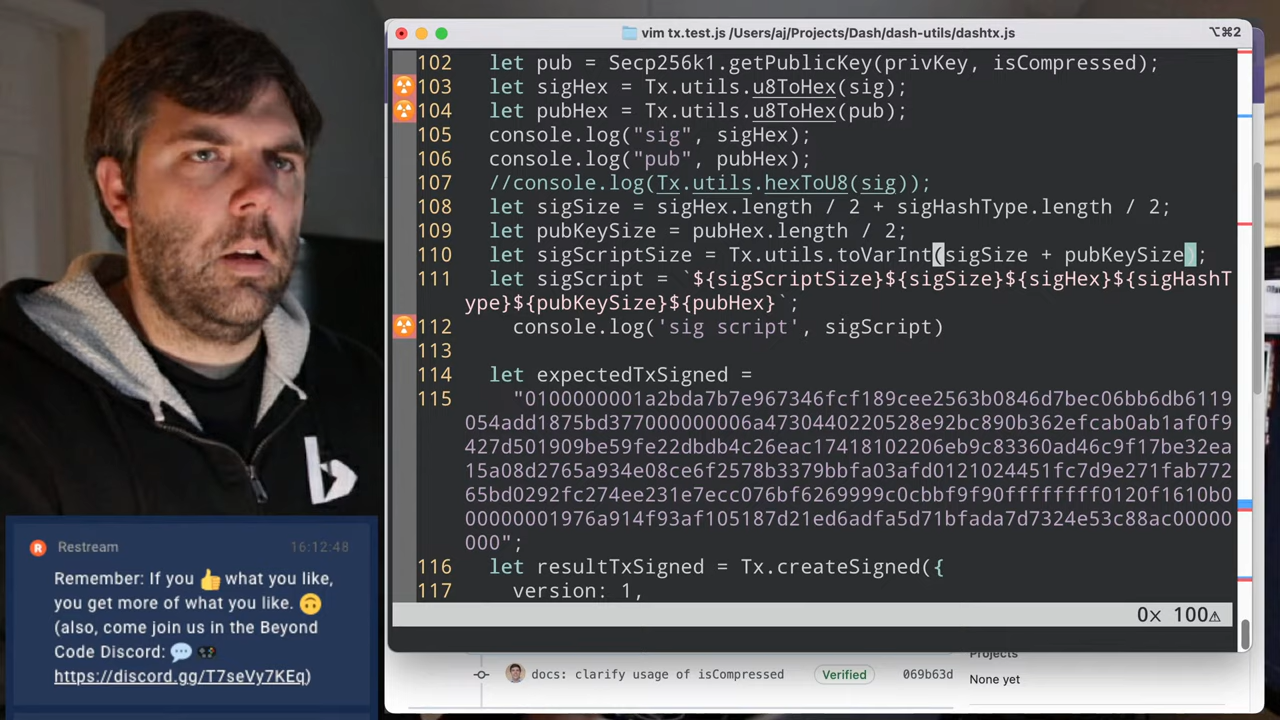 vim tx.test.js /Users/aj/Projects/Dash/dash-utils/dashtx.js
⌥⌘2
102 let pub = Secp256k1.getPublicKey(privKey, isCompressed);
103 let sigHex = Tx.utils.u8ToHex(sig);
104 let pubHex = Tx.utils.u8ToHex(pub);
105 console.log("sig", sigHex);
106 console.log("pub", pubHex);
107 //console.log(Tx.utils.hexToU8(sig));
108 let sigSize = sigHex.length / 2 + sigHashType.length / 2;
109 let pubKeySize = pubHex.length / 2;
110 let sigScriptSize = Tx.utils.toVarInt(sigSize + pubKeySize);
111 let sigScript = `${sigScriptSize}${sigSize}${sigHex}${sigHashT
ype}${pubKeySize}${pubHex}`;
112 console.log('sig script', sigScript)
113
114 let expectedTxSigned =
115 "0100000001a2bda7b7e967346fcf189cee2563b0846d7bec06bb6db6119
054add1875bd377000000006a4730440220528e92bc890b362efcab0ab1af0f9
427d501909be59fe22dbdb4c26eac17418102206eb9c83360ad46c9f17be32ea
15a08d2765a934e08ce6f2578b3379bbfa03afd0121024451fc7d9e271fab772
65bd0292fc274ee231e7ecc076bf6269999c0cbbf9f90ffffffff0120f1610b0
00000001976a914f93af105187d21ed6adfa5d71bfada7d7324e53c88ac00000
000";
116 let resultTxSigned = Tx.createSigned({
117 version: 1,
0× 100⚠
b
Restream 16:12:48
Remember: If you 👍 what you like,
you get more of what you like. 🙃
(also, come join us in the Beyond
Code Discord: 💬 🎮
https://discord.gg/T7seVy7KEq)
docs: clarify usage of isCompressed Verified 069b63d
Projects
None yet